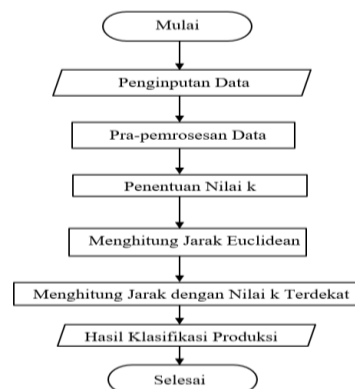 Mulai
Penginputan Data
Pra-pemrosesan Data
Penentuan Nilai k
Menghitung Jarak Euclidean
Menghitung Jarak dengan Nilai k Terdekat
Hasil Klasifikasi Produksi
Selesai